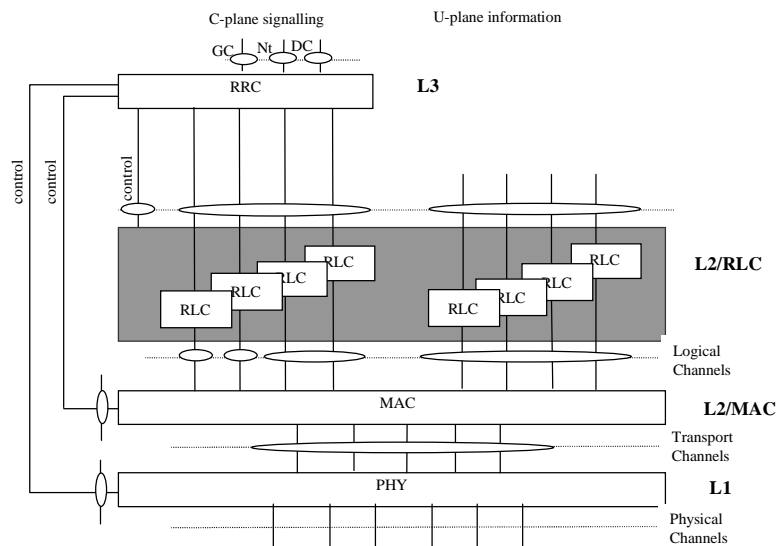 C-plane signalling
U-plane information
GC
Nt
DC
RRC
L3
control
control
control
L2/RLC
RLC
RLC
RLC
RLC
RLC
RLC
RLC
RLC
Logical
Channels
MAC
L2/MAC
Transport
Channels
PHY
L1
Physical
Channels